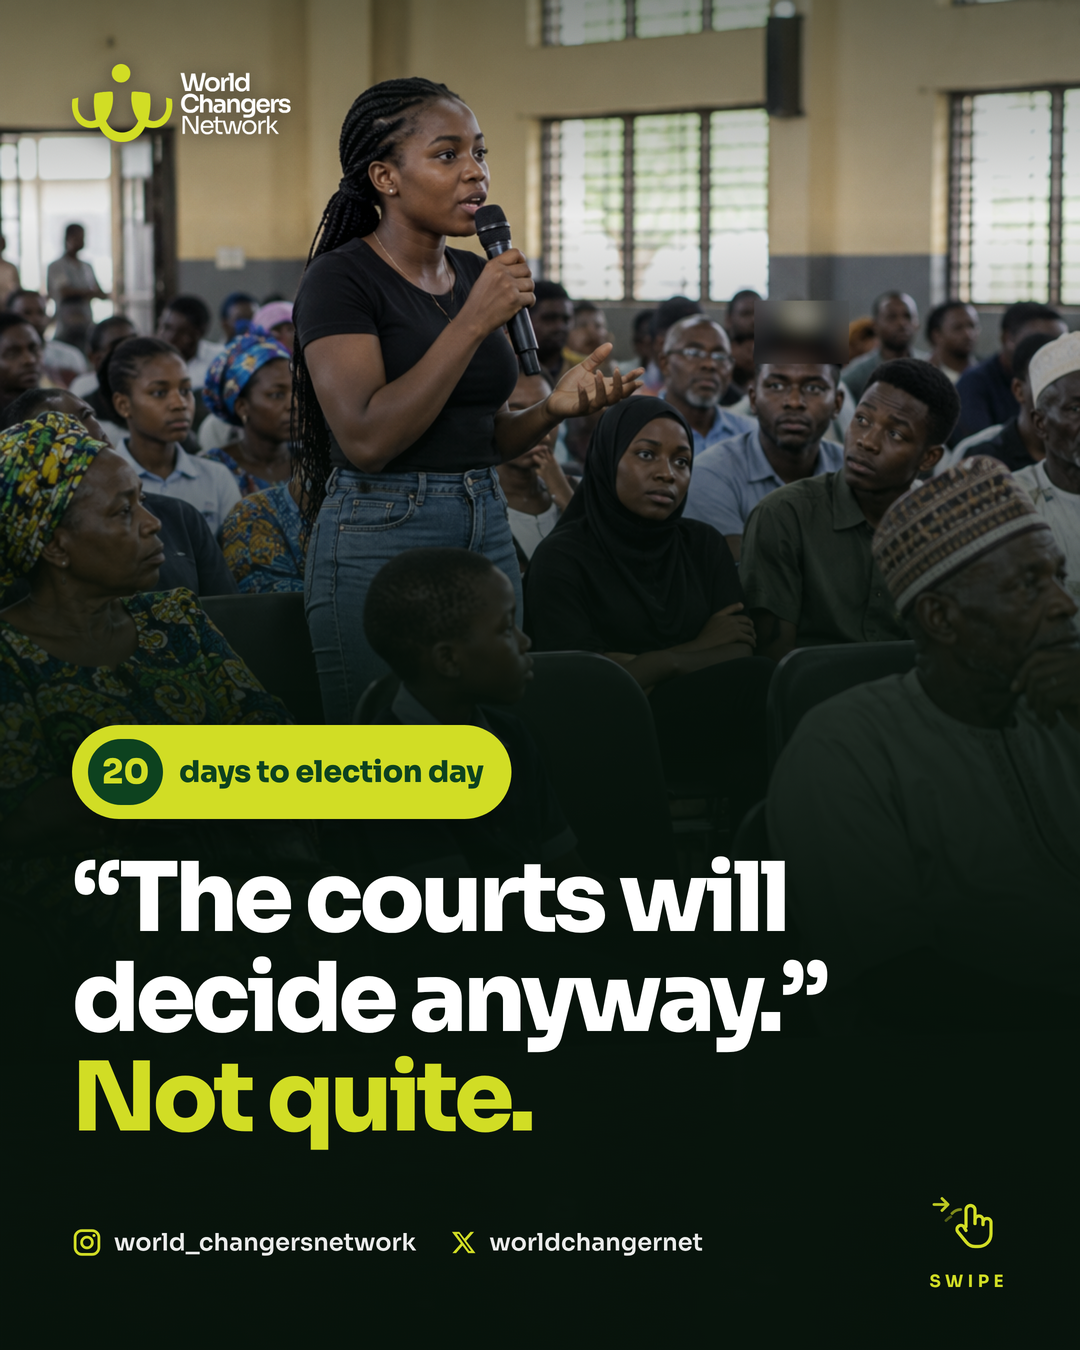 World
Changers
Network
20 days to election day
“The courts will
decide anyway.”
Not quite.
world_changersnetwork worldchangernet
SWIPE